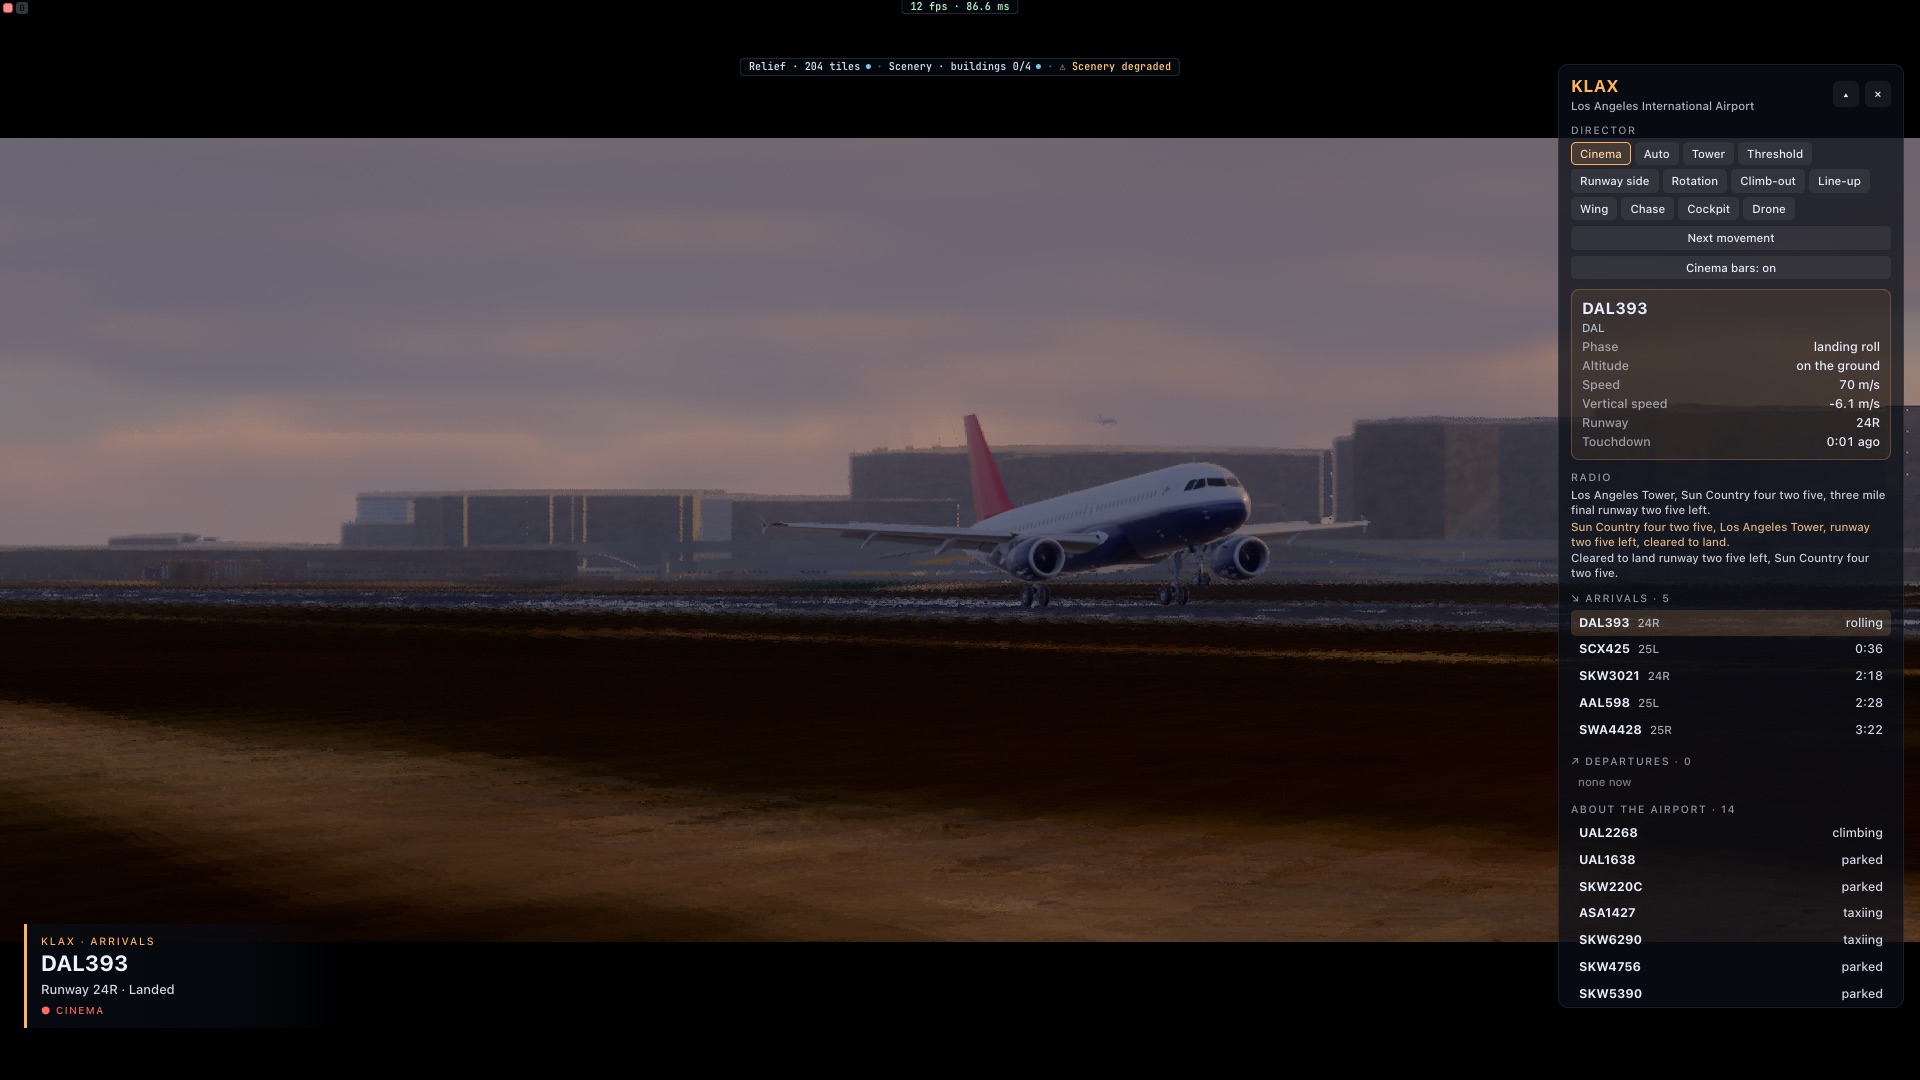 0
12 fps · 86.6 ms
Relief · 204 tiles · Scenery · buildings 0/4 · ⚠ Scenery degraded
KLAX
Los Angeles International Airport
DIRECTOR
Cinema Auto Tower Threshold
Runway side Rotation Climb-out Line-up
Wing Chase Cockpit Drone
Next movement
Cinema bars: on
DAL393
DAL
Phase landing roll
Altitude on the ground
Speed 70 m/s
Vertical speed -6.1 m/s
Runway 24R
Touchdown 0:01 ago
RADIO
Los Angeles Tower, Sun Country four two five, three mile
final runway two five left.
Sun Country four two five, Los Angeles Tower, runway
two five left, cleared to land.
Cleared to land runway two five left, Sun Country four
two five.
↘ ARRIVALS · 5
DAL393 24R rolling
SCX425 25L 0:36
SKW3021 24R 2:18
AAL598 25L 2:28
SWA4428 25R 3:22
↗ DEPARTURES · 0
none now
ABOUT THE AIRPORT · 14
UAL2268 climbing
UAL1638 parked
SKW220C parked
ASA1427 taxiing
SKW6290 taxiing
SKW4756 parked
SKW5390 parked
KLAX · ARRIVALS
DAL393
Runway 24R · Landed
CINEMA